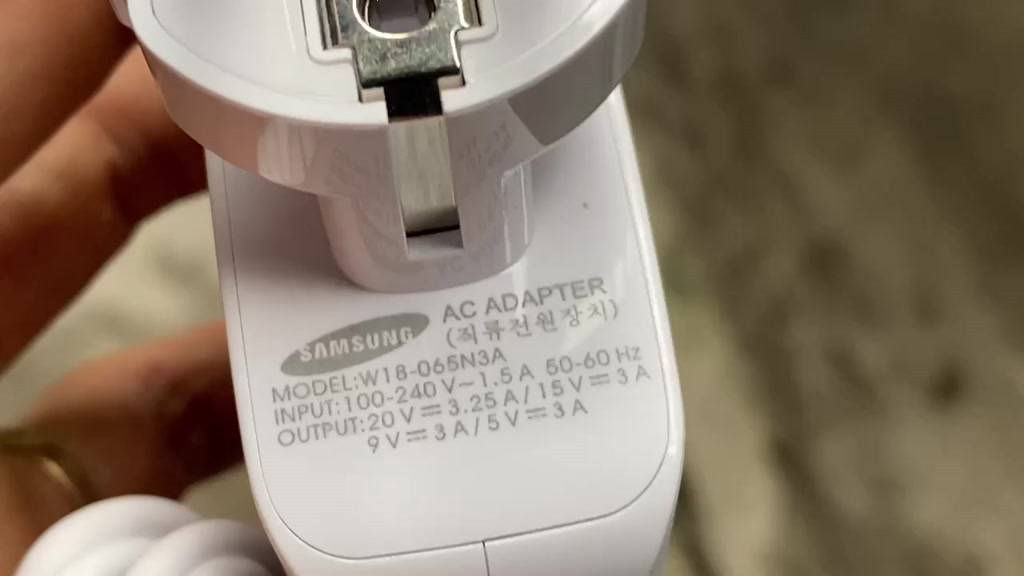 AC ADAPTER
SAMSUNG (직류전원장치)
MODEL:W18-065N3A
INPUT:100-240 V~1.5 A 50-60 Hz
OUTPUT:20 V⎓3.25 A/15 V⎓3 A
9 V⎓3 A/5 V⎓3 A